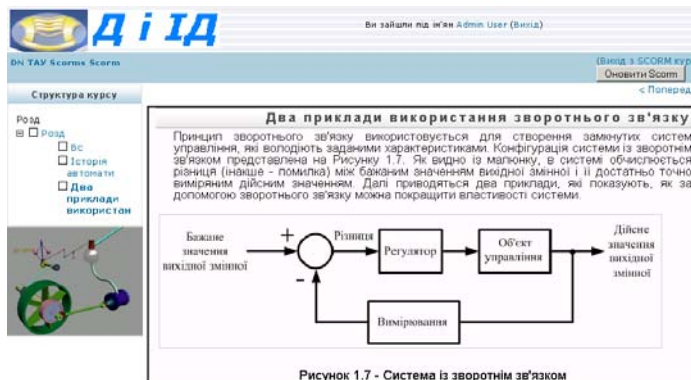 Д і ІД
Ви зайшли під ім'ям Admin User (Вихід)
DN ТАУ Scorms Scorm
(Вихід з SCORM кур
Оновити Scorm
< Поперед
Структура курсу
Розд
Розд
Вс
Історія
автомати
Два
приклади
використан
Два приклади використання зворотнього зв'язку
Принцип зворотнього зв'язку використовується для створення замкнутих систем
управління, які володіють заданими характеристиками. Конфігурація системи із зворотнім
зв'язком представлена на Рисунку 1.7. Як видно із малюнку, в системі обчислюється
різниця (інакше - помилка) між бажаним значенням вихідної змінної і її достатньо точно
виміряним дійсним значенням. Далі приводяться два приклади, які показують, як за
допомогою зворотнього зв'язку можна покращити властивості системи.
Бажане
значення
вихідної змінної
+
-
Різниця
Регулятор
Об'єкт
управління
Дійсне
значення
вихідної
змінної
Вимірювання
Рисунок 1.7 - Система із зворотнім зв'язком